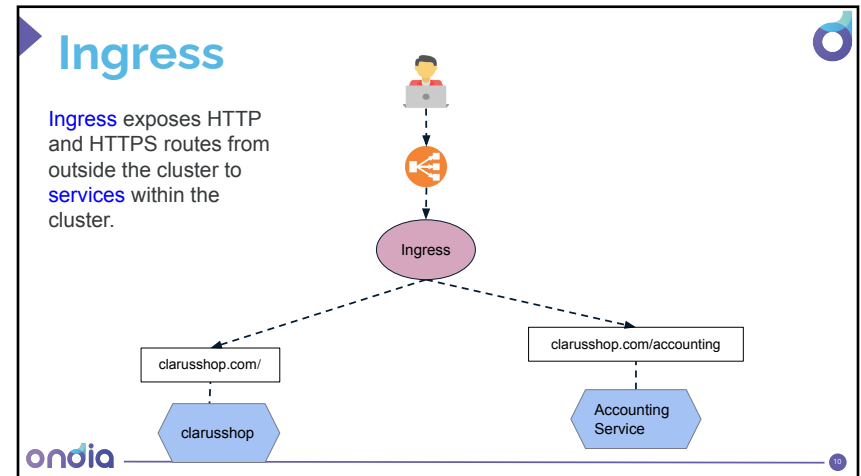 Ingress
Ingress exposes HTTP
and HTTPS routes from
outside the cluster to
services within the
cluster.
Ingress
clarusshop.com/
clarusshop.com/accounting
clarusshop
Accounting
Service
ondia
10